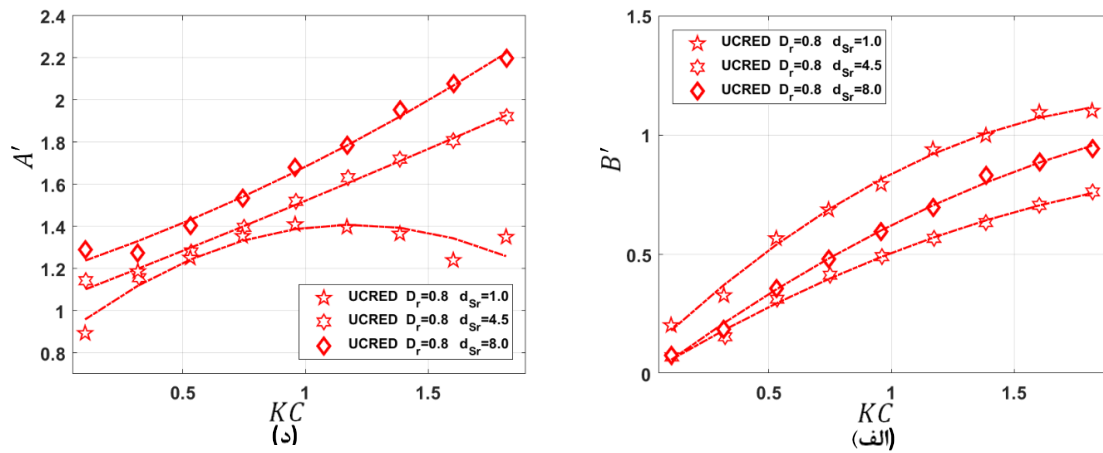 2.4
2.2
2
1.8
1.6
1.4
1.2
1
0.8
A′
UCRED D_r=0.8 d_Sr=1.0
UCRED D_r=0.8 d_Sr=4.5
UCRED D_r=0.8 d_Sr=8.0
0.5 1 1.5
KC
(د)
1.5
1
0.5
0
B′
UCRED D_r=0.8 d_Sr=1.0
UCRED D_r=0.8 d_Sr=4.5
UCRED D_r=0.8 d_Sr=8.0
0.5 1 1.5
KC
(الف)